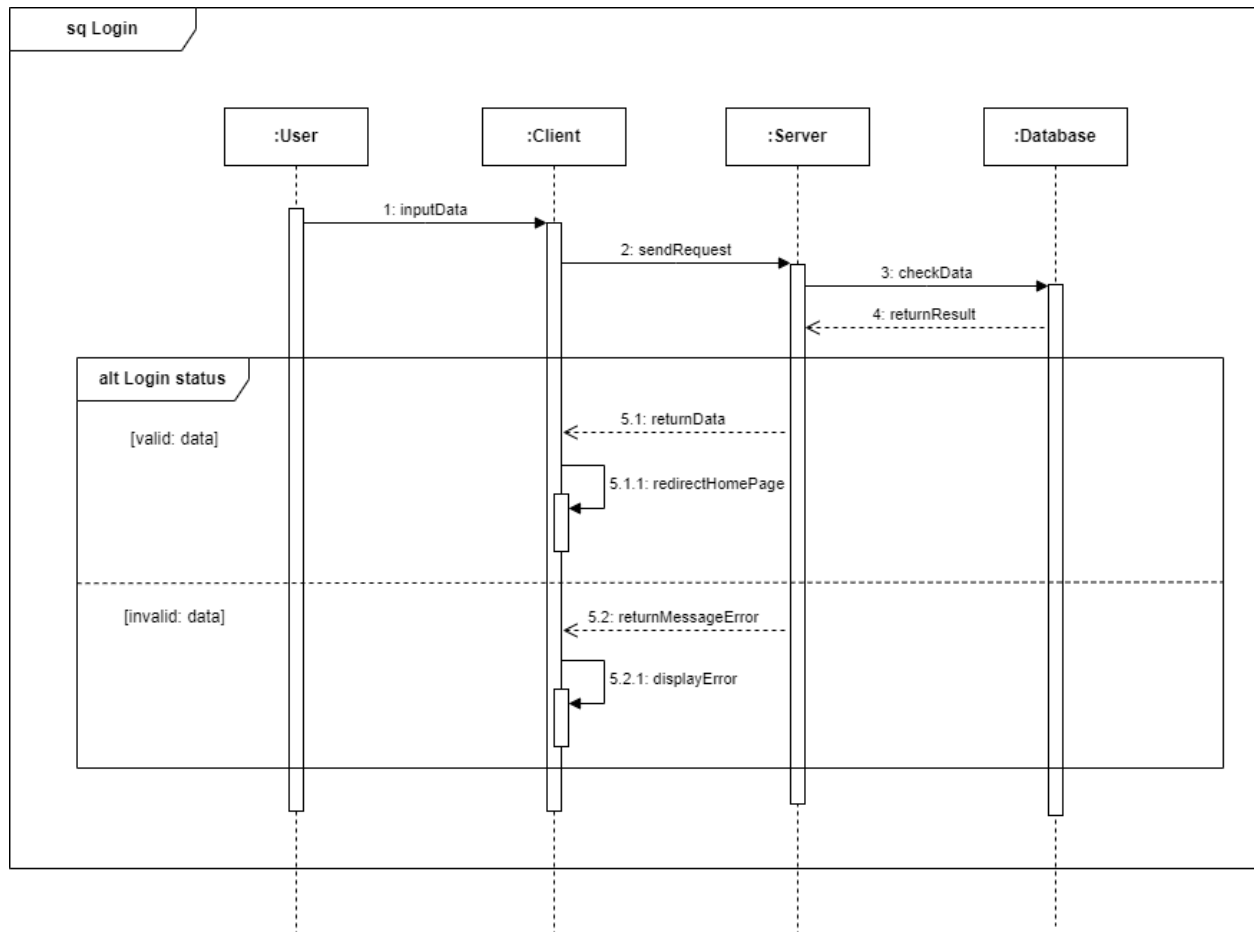 sq Login
:User
:Client
:Server
:Database
1: inputData
2: sendRequest
3: checkData
4: returnResult
alt Login status
5.1: returnData
[valid: data]
5.1.1: redirectHomePage
[invalid: data]
5.2: returnMessageError
5.2.1: displayError